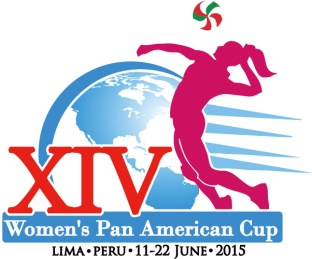 XIV
Women's Pan American Cup
LIMA • PERU • 11-22 JUNE • 2015